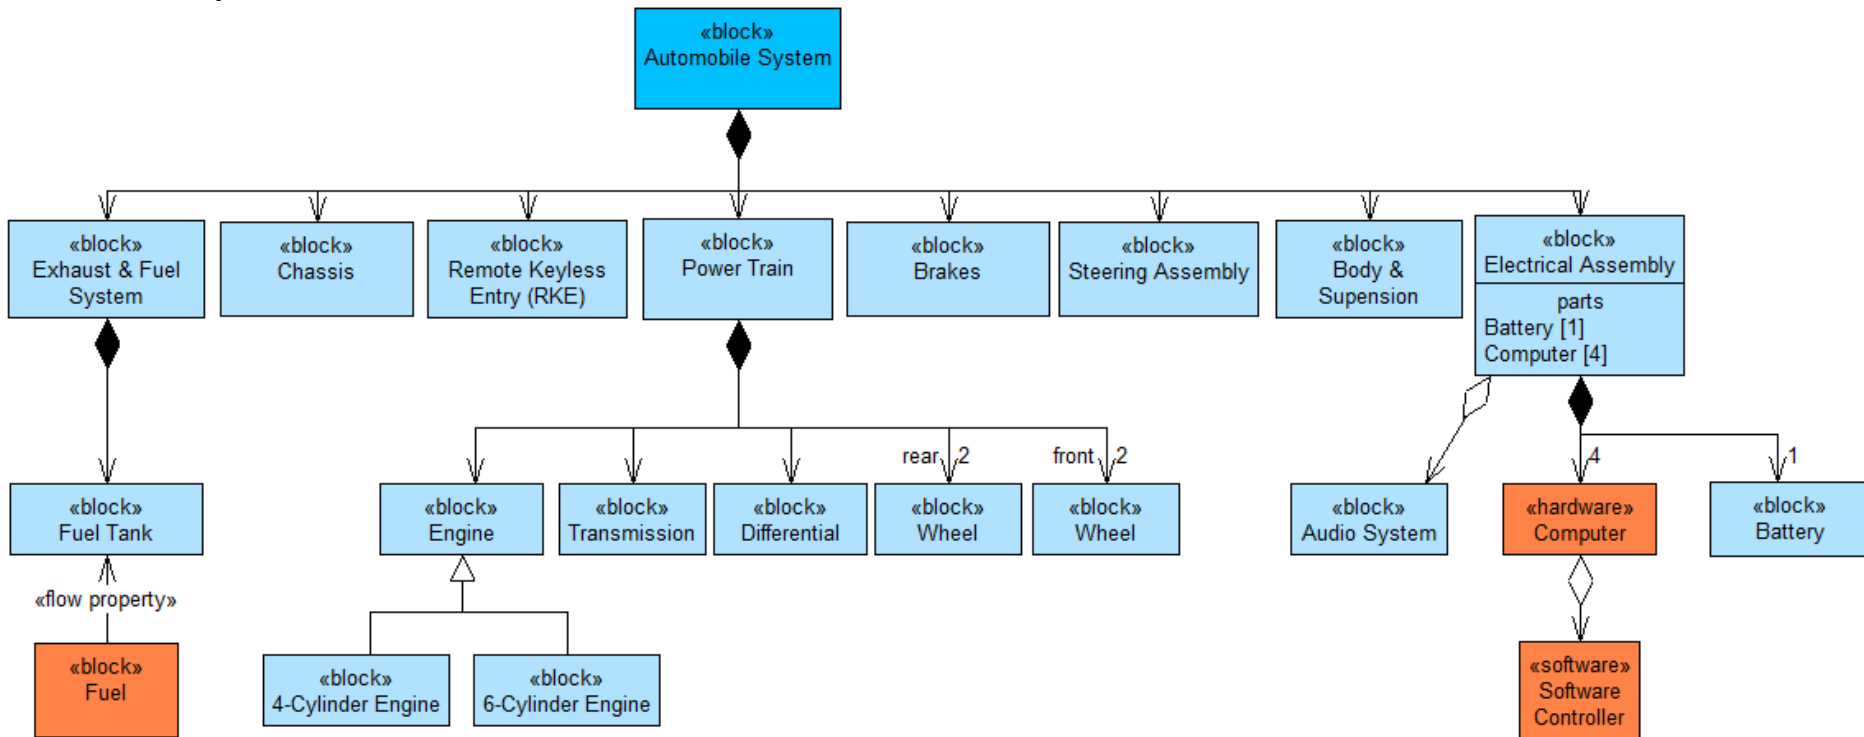 «block»
Automobile System
«block»
Exhaust & Fuel
System
«block»
Chassis
«block»
Remote Keyless
Entry (RKE)
«block»
Power Train
«block»
Brakes
«block»
Steering Assembly
«block»
Body &
Supension
«block»
Electrical Assembly
parts
Battery [1]
Computer [4]
rear 2
front 2
4
1
«block»
Fuel Tank
«block»
Engine
«block»
Transmission
«block»
Differential
«block»
Wheel
«block»
Wheel
«block»
Audio System
«hardware»
Computer
«block»
Battery
«flow property»
«block»
Fuel
«block»
4-Cylinder Engine
«block»
6-Cylinder Engine
«software»
Software
Controller